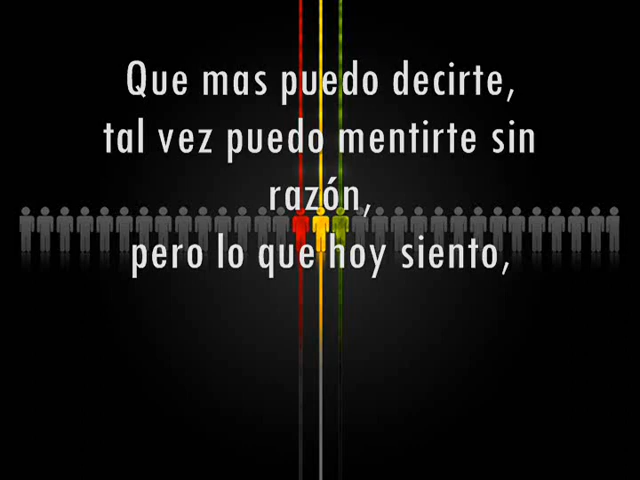 Que mas puedo decirte,
tal vez puedo mentirte sin
razón,
pero lo que hoy siento,